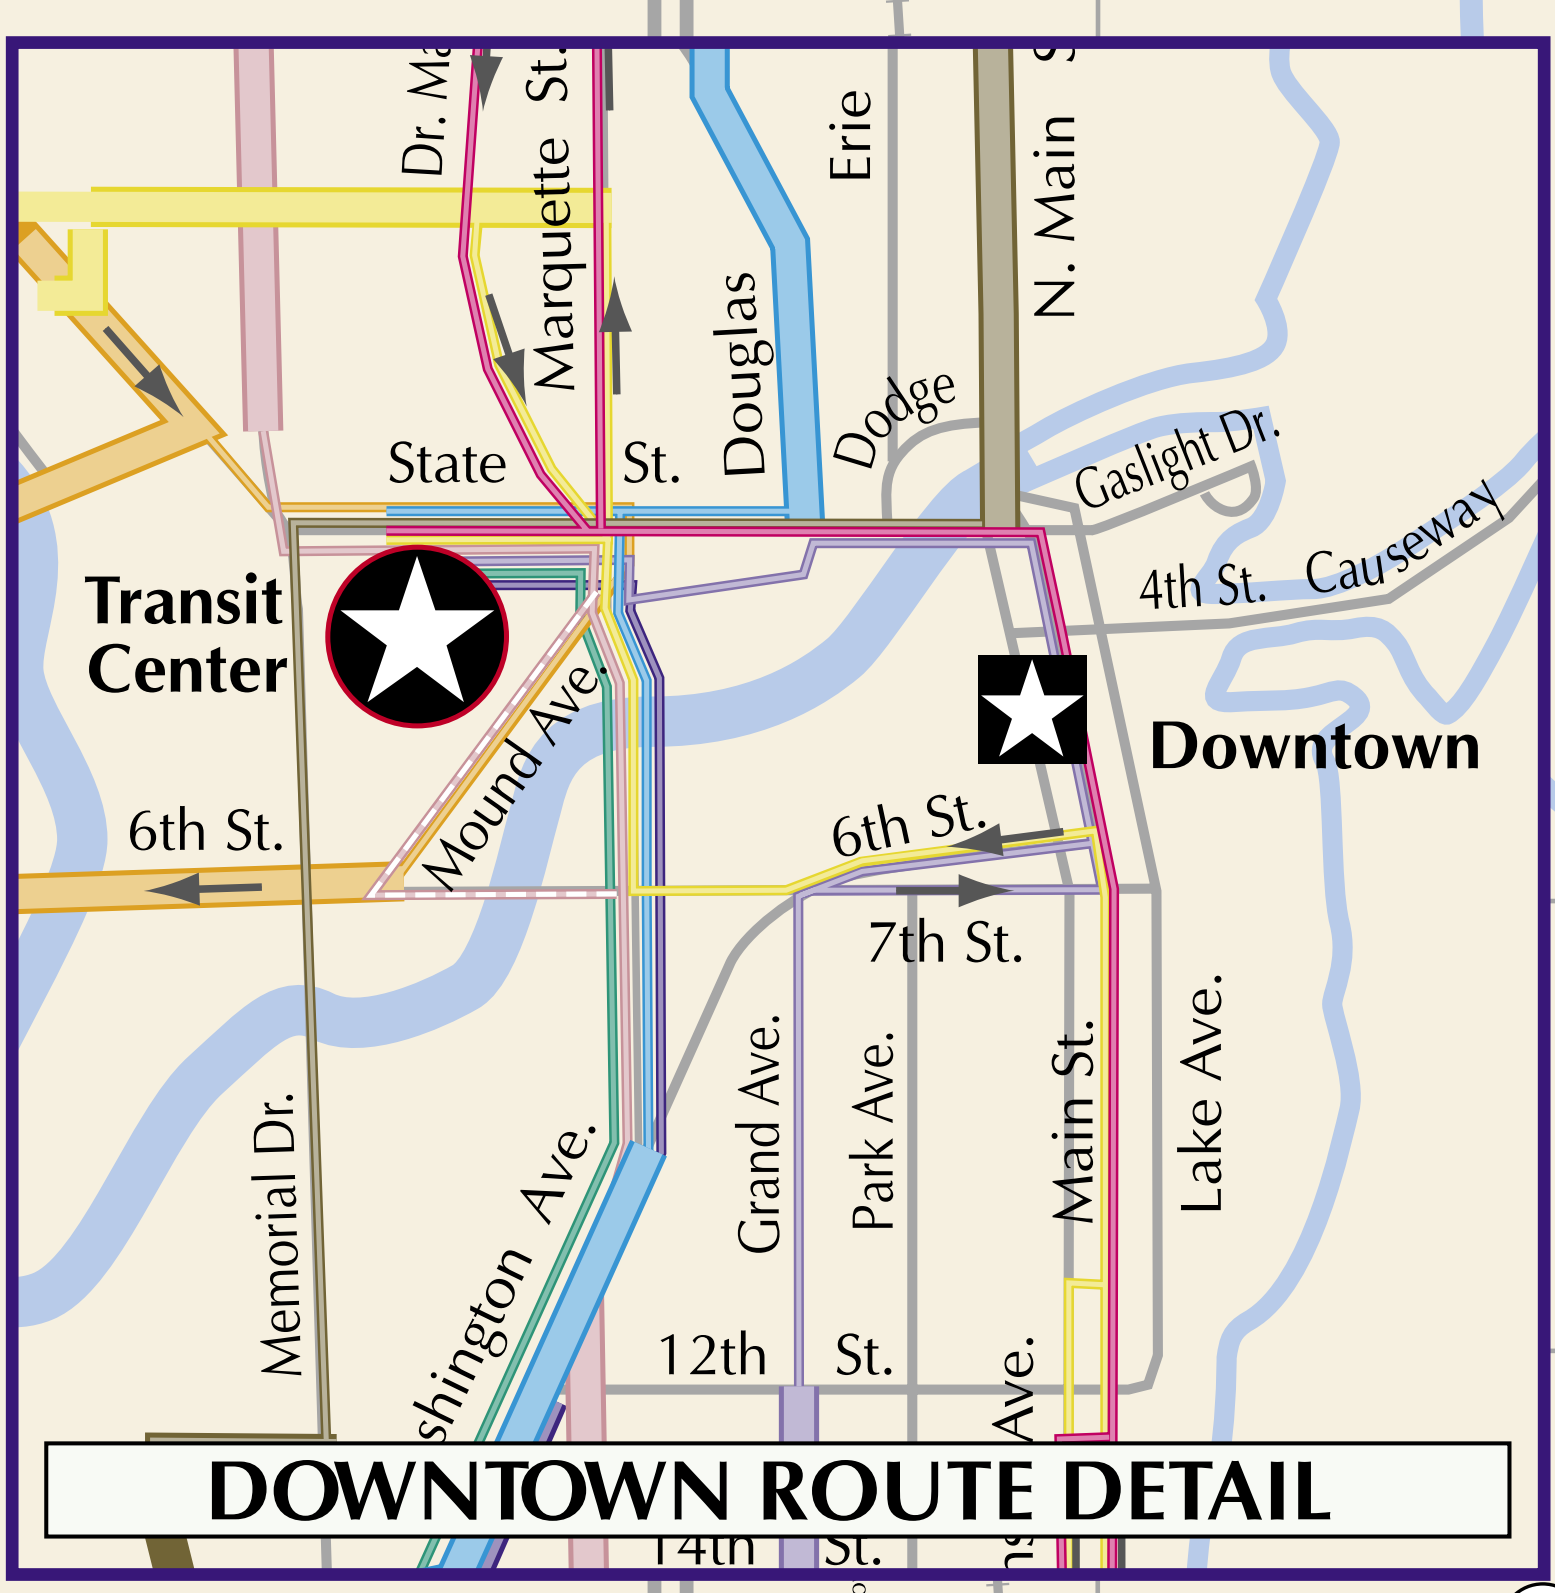 Dr. Ma
Marquette St.
Erie
N. Main
Douglas
Dodge
State St.
Gaslight Dr.
4th St. Causeway
Transit
Center
Mound Ave.
Downtown
6th St.
6th St.
7th St.
Memorial Dr.
shington Ave.
Grand Ave.
Park Ave.
Main St.
Lake Ave.
12th St.
Ave.
DOWNTOWN ROUTE DETAIL
14th St.